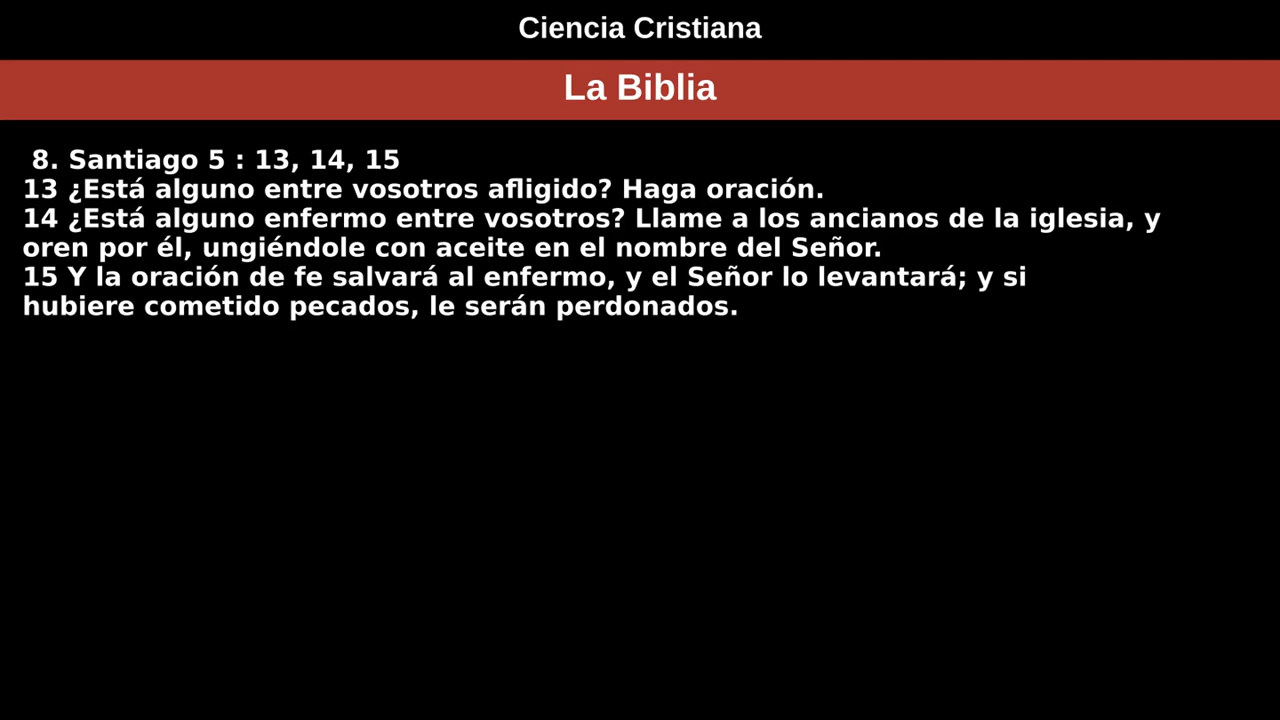 Ciencia Cristiana
La Biblia
8. Santiago 5 : 13, 14, 15
13 ¿Está alguno entre vosotros afligido? Haga oración.
14 ¿Está alguno enfermo entre vosotros? Llame a los ancianos de la iglesia, y
oren por él, ungiéndole con aceite en el nombre del Señor.
15 Y la oración de fe salvará al enfermo, y el Señor lo levantará; y si
hubiere cometido pecados, le serán perdonados.